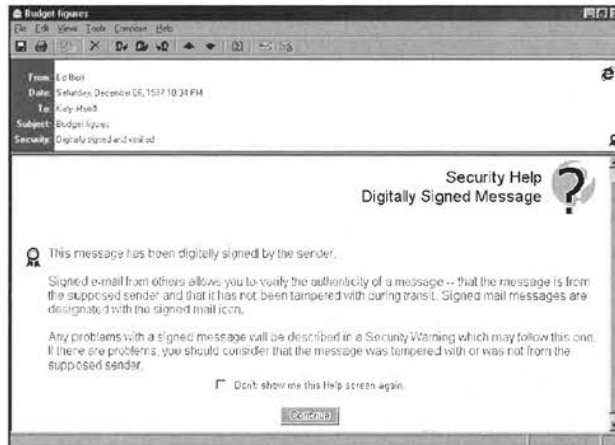 Budget figures
File Edit View Tools Compose Help
From: Ed Bott
Date: Saturday, December 06, 1997 10:34 PM
To: Katy
Subject: Budget figures
Security: Digitally signed and verified
Security Help
Digitally Signed Message
This message has been digitally signed by the sender.
Signed e-mail from others allows you to verify the authenticity of a message -- that the message is from
the supposed sender and that it has not been tampered with during transit. Signed mail messages are
designated with the signed mail icon.
Any problems with a signed message will be described in a Security Warning which may follow this one.
If there are problems, you should consider that the message was tampered with or was not from the
supposed sender.
Don't show me this Help screen again.
Continue